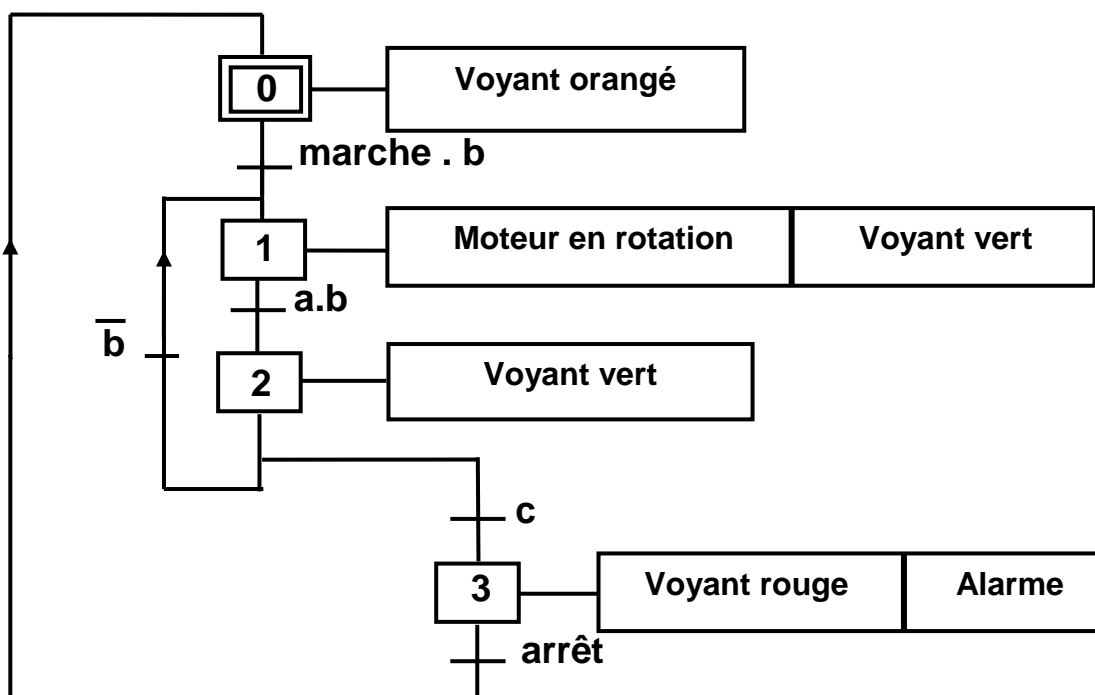 0
Voyant orangé
marche . b
1
Moteur en rotation
Voyant vert
a.b
b̅
2
Voyant vert
c
3
Voyant rouge
Alarme
arrêt